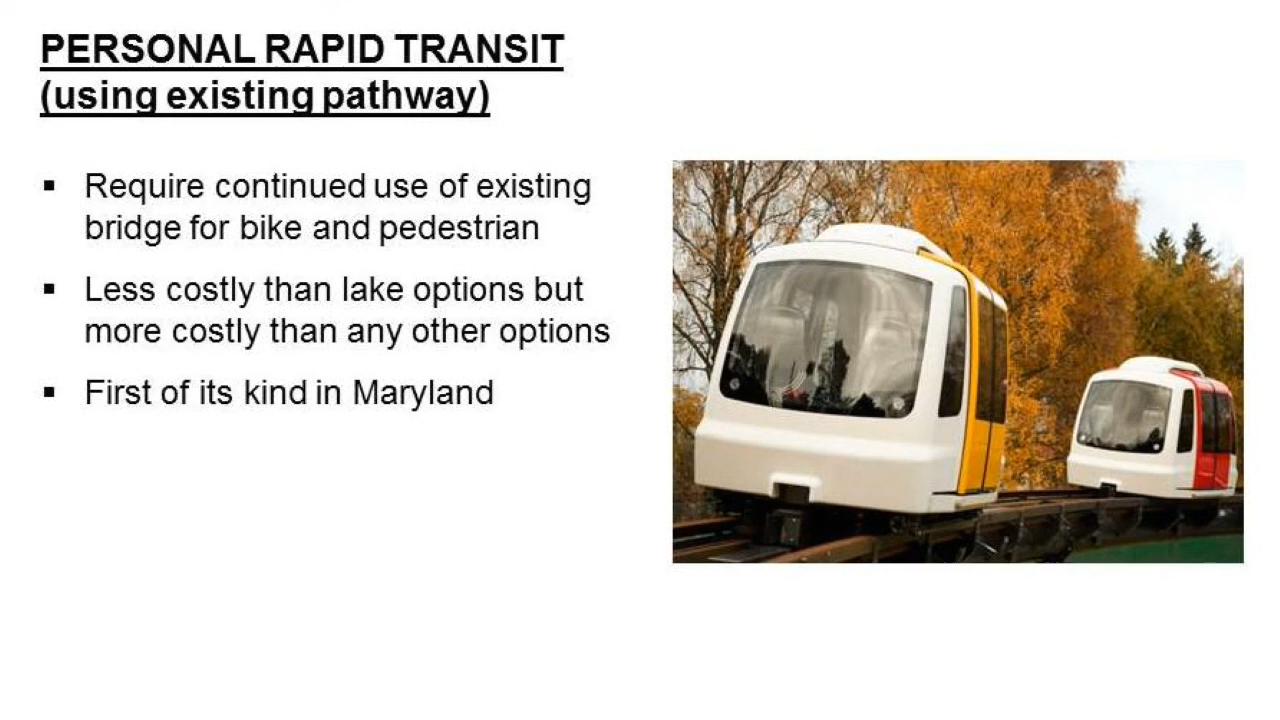 PERSONAL RAPID TRANSIT
(using existing pathway)
▪ Require continued use of existing
bridge for bike and pedestrian
▪ Less costly than lake options but
more costly than any other options
▪ First of its kind in Maryland